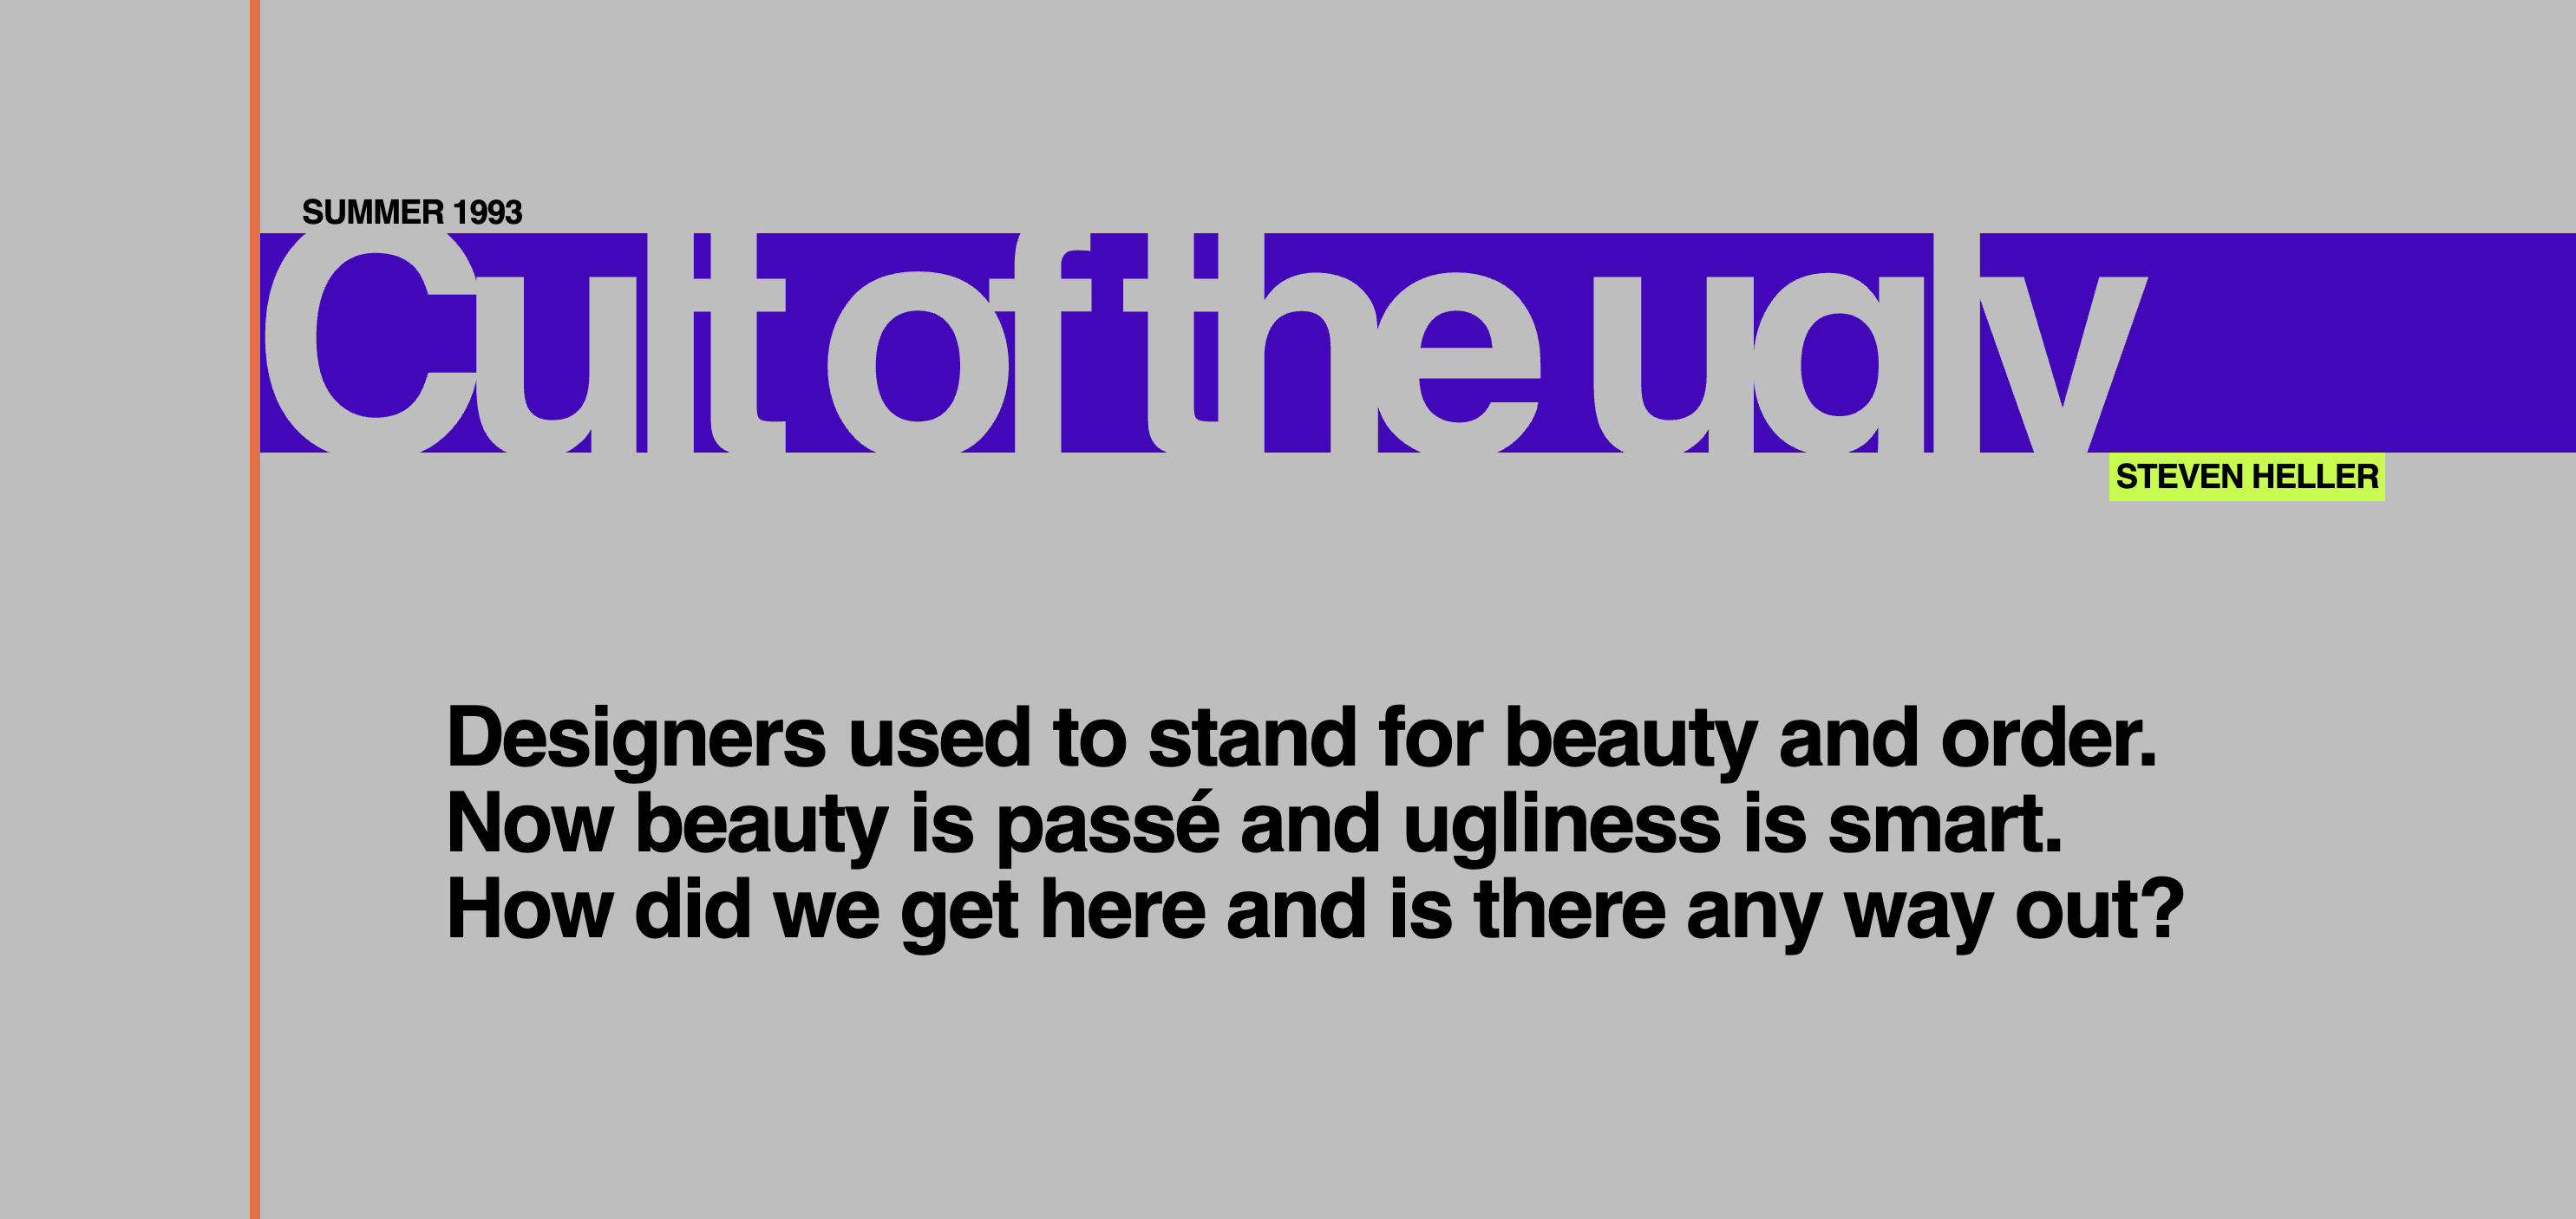 SUMMER 1993
Cult of the ugly
STEVEN HELLER
Designers used to stand for beauty and order.
Now beauty is passé and ugliness is smart.
How did we get here and is there any way out?